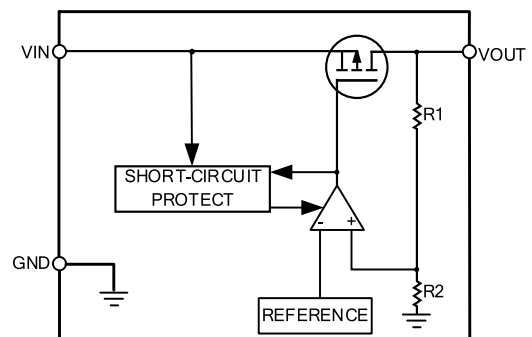 VIN
VOUT
R1
SHORT-CIRCUIT
PROTECT
- +
GND
R2
REFERENCE